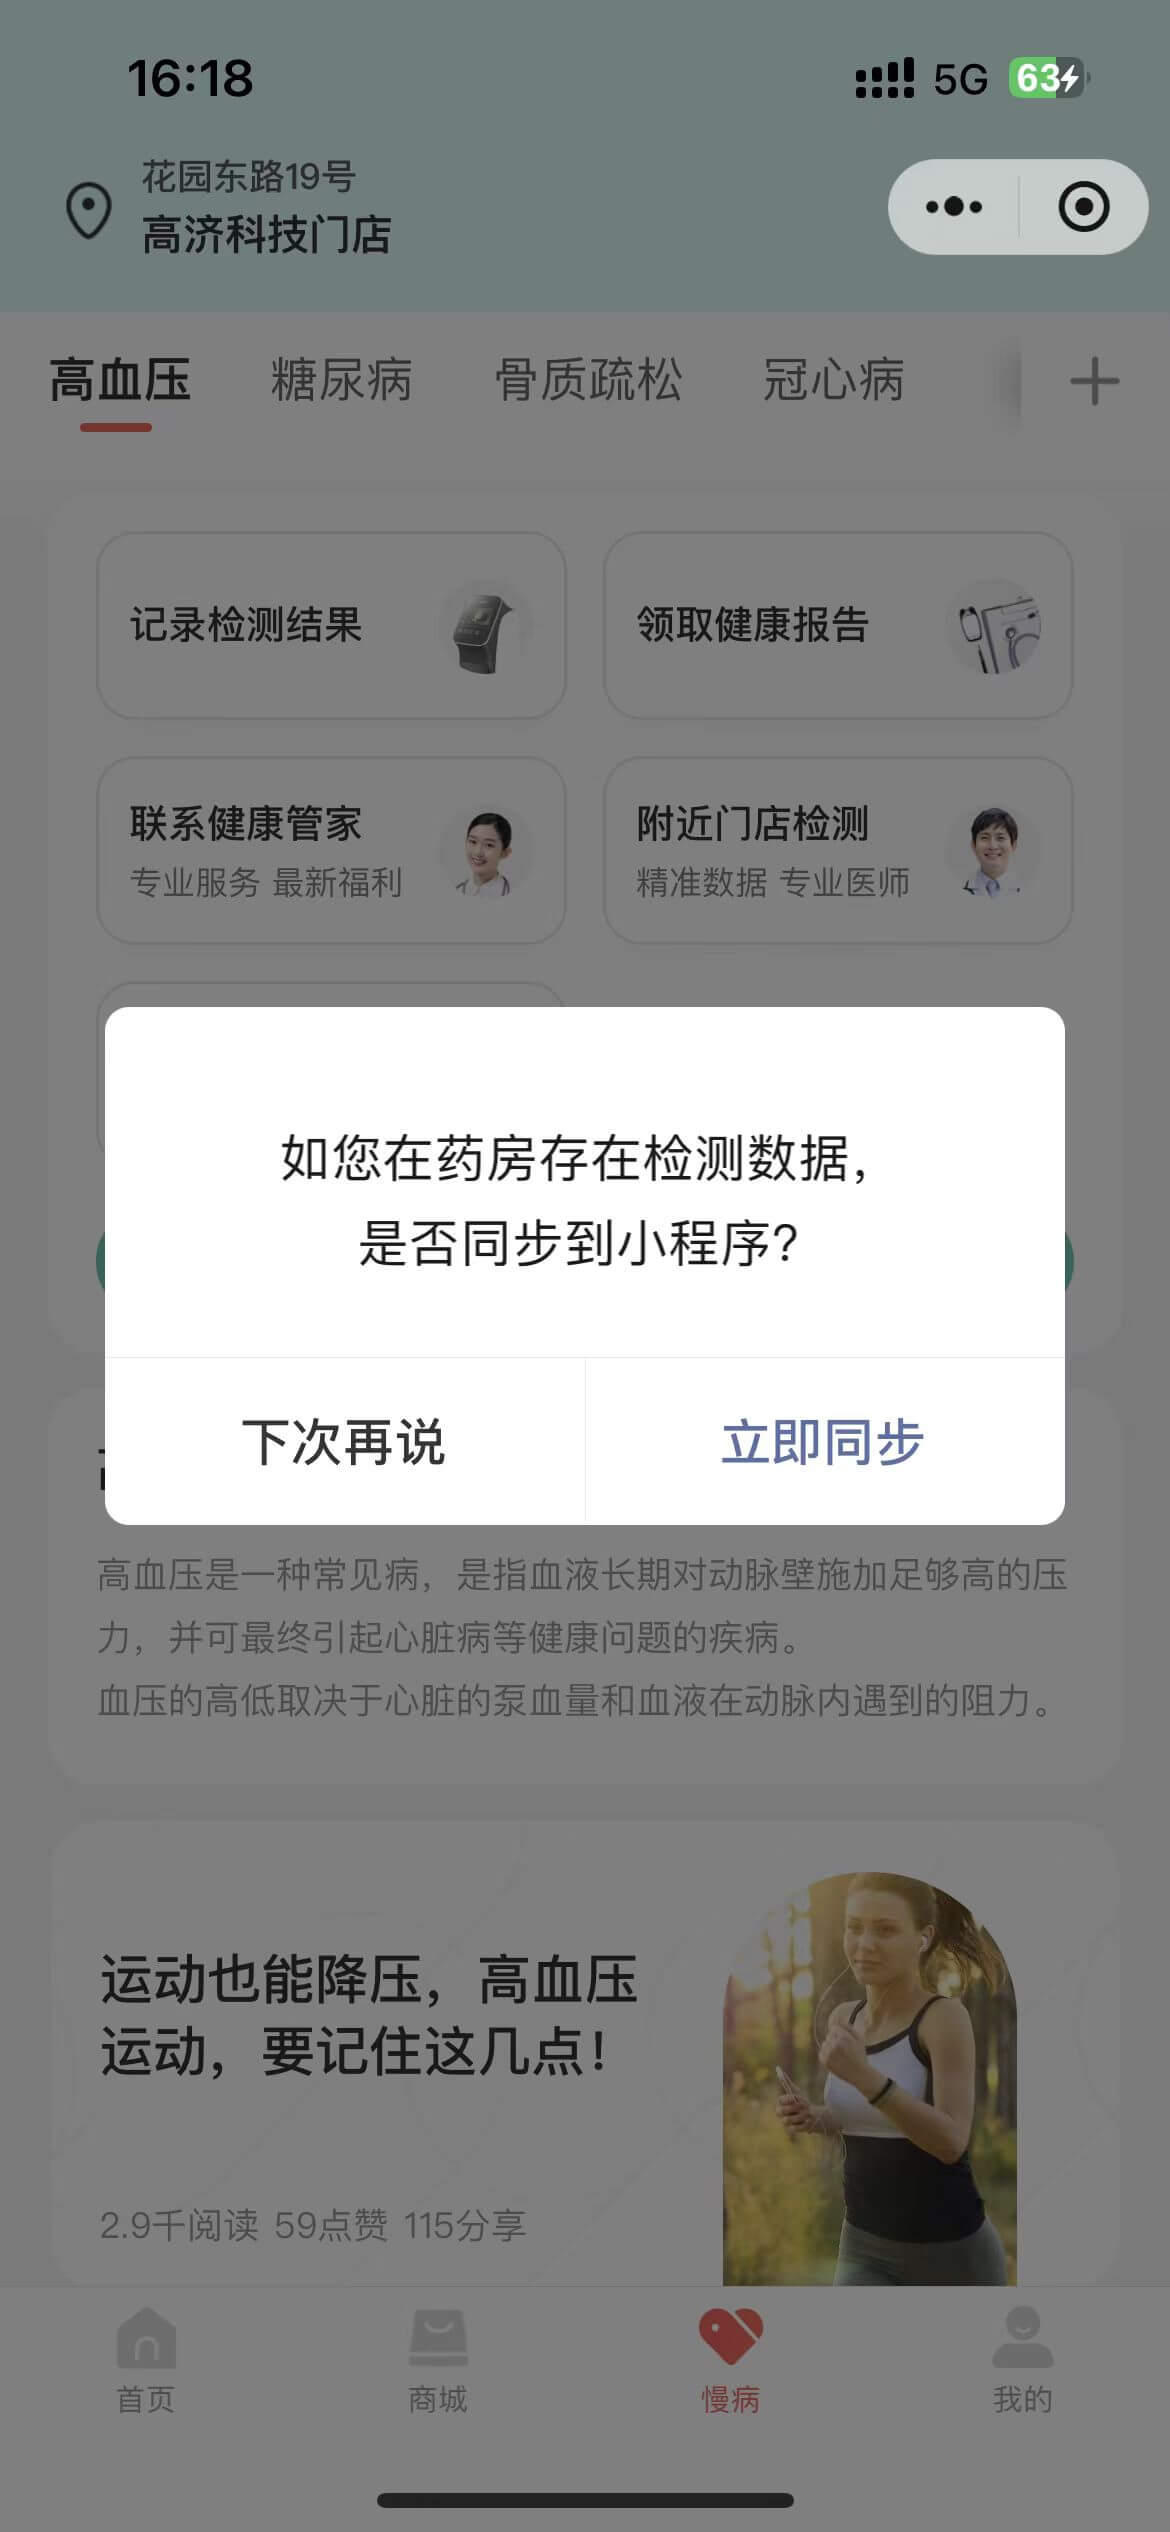 16:18
5G
63
花园东路19号
高济科技门店
高血压
糖尿病
骨质疏松
冠心病
记录检测结果
领取健康报告
联系健康管家
专业服务 最新福利
附近门店检测
精准数据 专业医师
如您在药房存在检测数据，
是否同步到小程序？
下次再说
立即同步
高血压是一种常见病，是指血液长期对动脉壁施加足够高的压
力，并可最终引起心脏病等健康问题的疾病。
血压的高低取决于心脏的泵血量和血液在动脉内遇到的阻力。
运动也能降压，高血压
运动，要记住这几点！
2.9千阅读 59点赞 115分享
首页
商城
慢病
我的